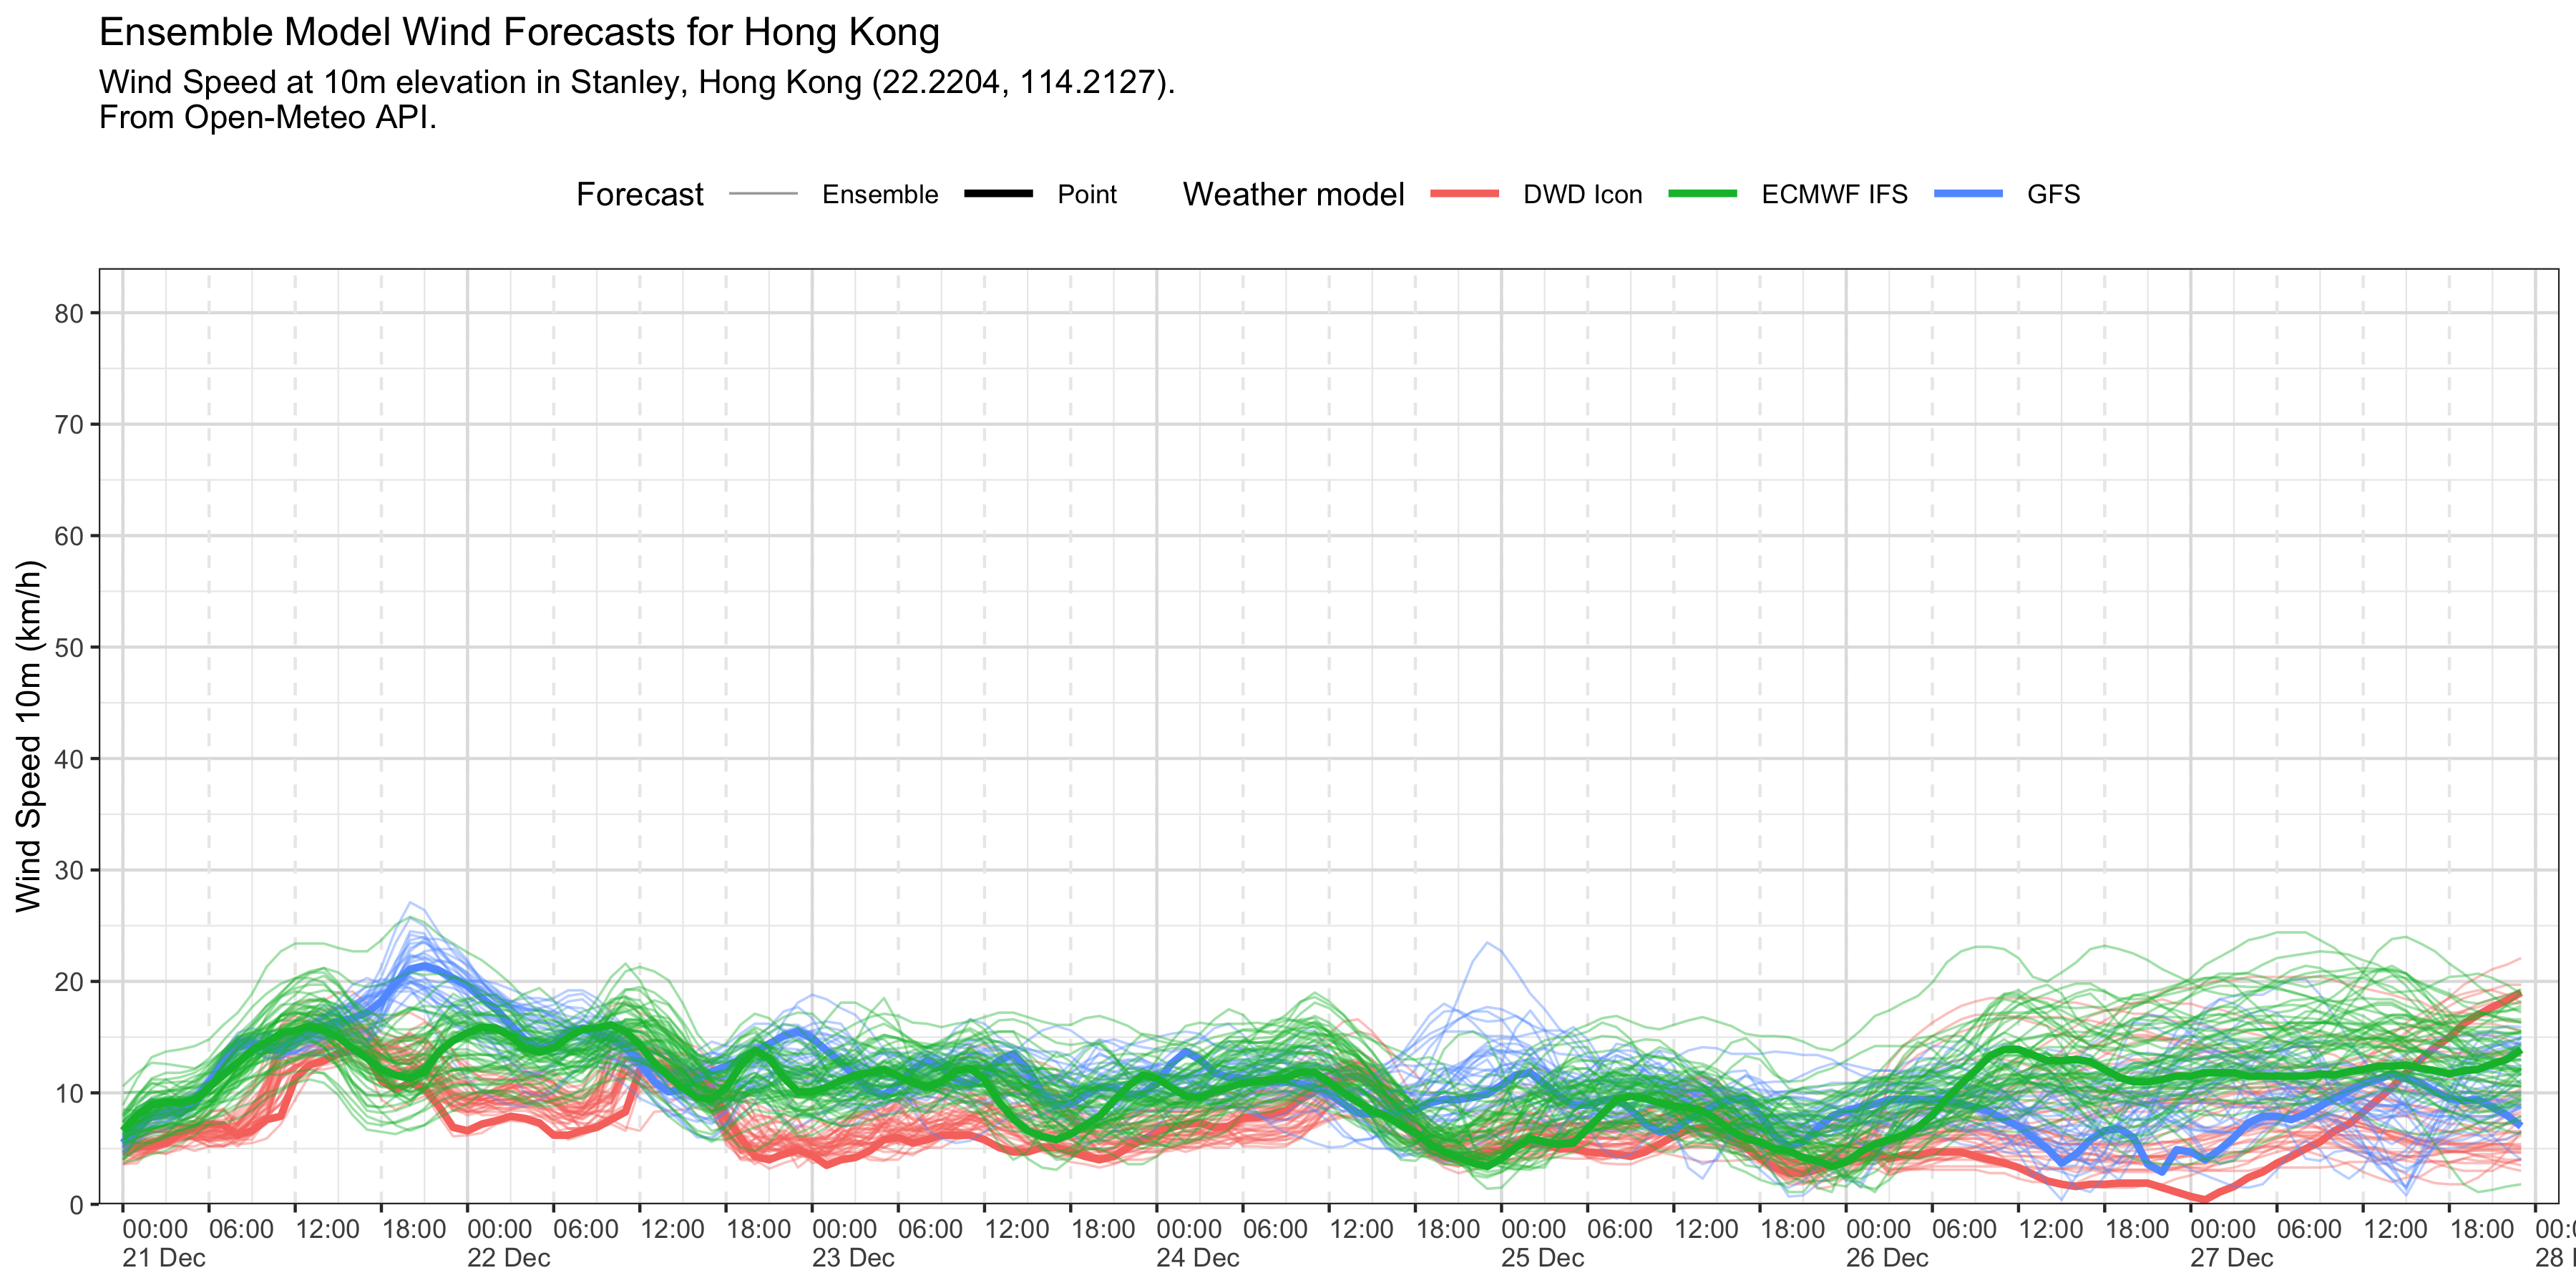 Ensemble Model Wind Forecasts for Hong Kong
Wind Speed at 10m elevation in Stanley, Hong Kong (22.2204, 114.2127).
From Open-Meteo API.
Forecast Ensemble Point Weather model DWD Icon ECMWF IFS GFS
80
70
60
50
40
30
20
10
0
Wind Speed 10m (km/h)
00:00 06:00 12:00 18:00 00:00 06:00 12:00 18:00 00:00 06:00 12:00 18:00 00:00 06:00 12:00 18:00 00:00 06:00 12:00 18:00 00:00 06:00 12:00 18:00 00:00 06:00 12:00 18:00
21 Dec 22 Dec 23 Dec 24 Dec 25 Dec 26 Dec 27 Dec 28